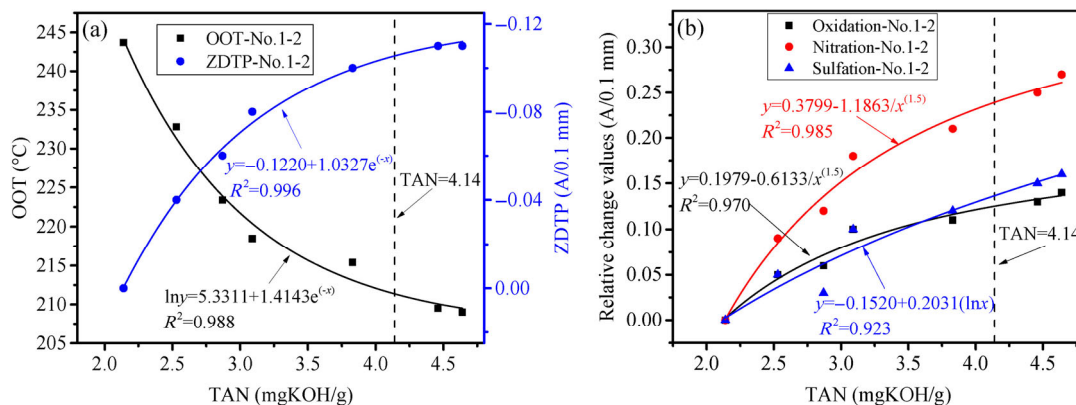 (a)
OOT-No.1-2
ZDTP-No.1-2
245
240
235
230
225
220
215
210
205
OOT (°C)
−0.12
−0.08
−0.04
0.00
ZDTP (A/0.1 mm)
y=−0.1220+1.0327e^(-x)
R²=0.996
TAN=4.14
lny=5.3311+1.4143e^(-x)
R²=0.988
2.0 2.5 3.0 3.5 4.0 4.5
TAN (mgKOH/g)
(b)
Oxidation-No.1-2
Nitration-No.1-2
Sulfation-No.1-2
0.30
0.25
0.20
0.15
0.10
0.05
0.00
Relative change values (A/0.1 mm)
y=0.3799-1.1863/x^(1.5)
R²=0.985
y=0.1979-0.6133/x^(1.5)
R²=0.970
TAN=4.14
y=−0.1520+0.2031(lnx)
R²=0.923
2.0 2.5 3.0 3.5 4.0 4.5
TAN (mgKOH/g)